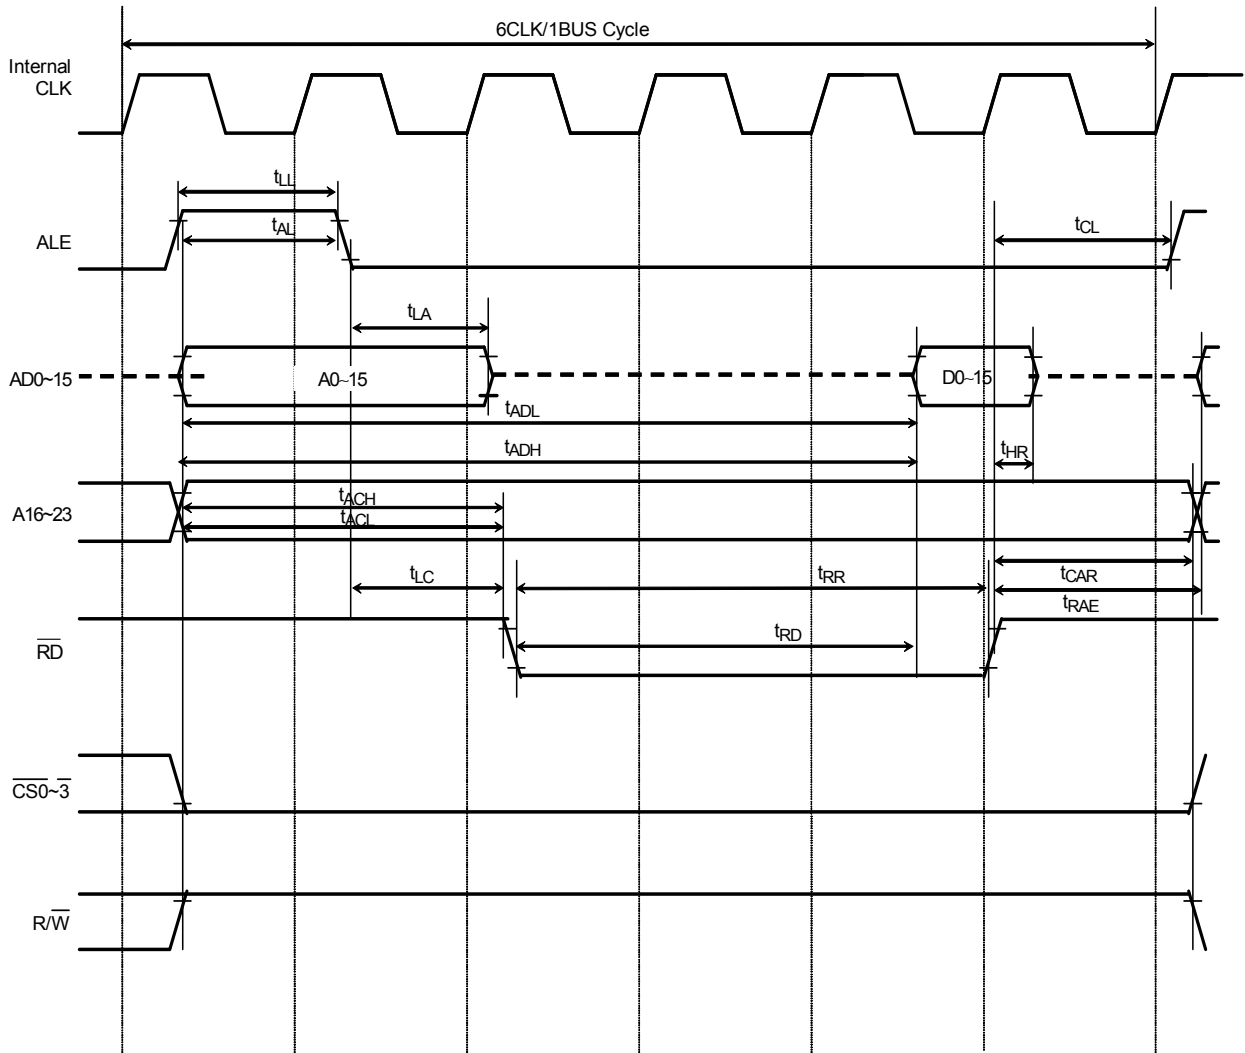 6CLK/1BUS Cycle
Internal
CLK
tLL
tAL
tCL
ALE
tLA
AD0~15
A0~15
D0~15
tADL
tADH
tHR
A16~23
tACH
tACL
tLC
tRR
tCAR
tRAE
tRD
RD
CS0~3
R/W